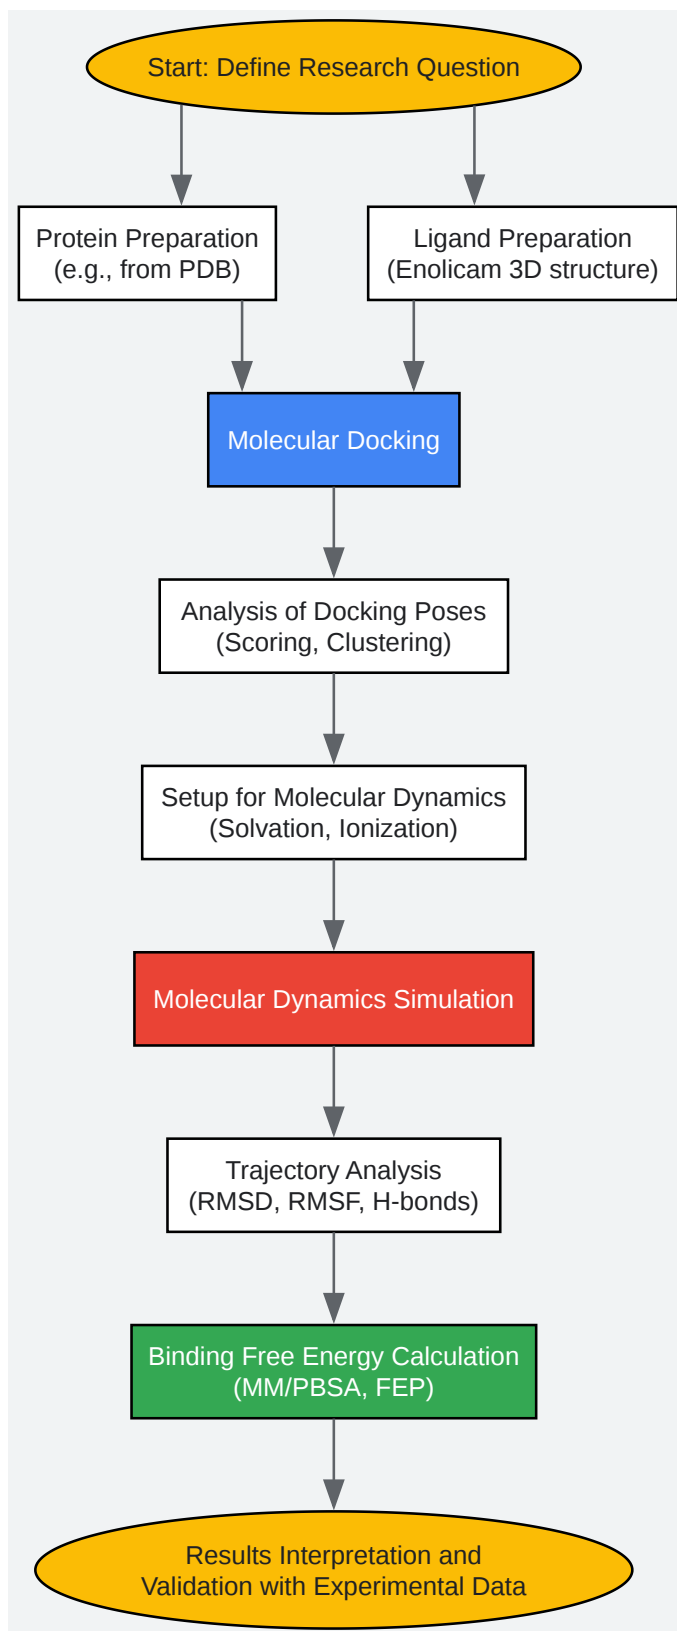 Start: Define Research Question
Protein Preparation
(e.g., from PDB)
Ligand Preparation
(Enolicam 3D structure)
Molecular Docking
Analysis of Docking Poses
(Scoring, Clustering)
Setup for Molecular Dynamics
(Solvation, Ionization)
Molecular Dynamics Simulation
Trajectory Analysis
(RMSD, RMSF, H-bonds)
Binding Free Energy Calculation
(MM/PBSA, FEP)
Results Interpretation and
Validation with Experimental Data